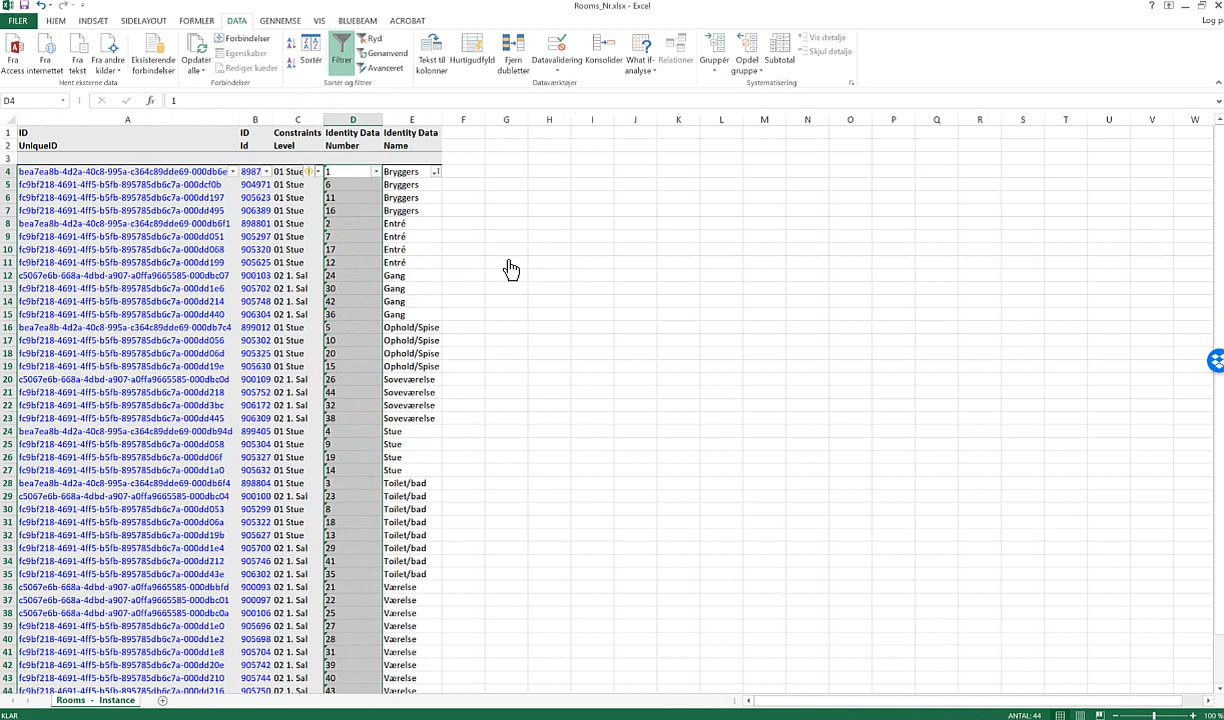 Rooms_Nr.xlsx - Excel
FILER HJEM INDSÆT SIDELAYOUT FORMLER DATA GENNEMSE VIS BLUEBEAM ACROBAT Log p
Fra Access Fra internettet Fra tekst Fra andre kilder Eksisterende forbindelser Opdater alle Forbindelser Egenskaber Rediger kæder Sortér Filtrer Ryd Genanvend Avanceret Tekst til kolonner Hurtigudfyld Fjern dubletter Datavalidering Konsolider What if-analyse Relationer Gruppér Opdel gruppe Subtotal Vis detalje Skjul detalje
Hent eksterne data Forbindelser Sortér og filtrer Dataværktøjer Systematisering
D4 fx 1
A B C D E F G H I J K L M N O P Q R S T U V W
1 ID ID Constraints Identity Data Identity Data
2 UniqueID Id Level Number Name
3
4 bea7ea8b-4d2a-40c8-995a-c364c89dde69-000db6e 8987 01 Stue 1 Bryggers
5 fc9bf218-4691-4ff5-b5fb-895785db6c7a-000dcf0b 904971 01 Stue 6 Bryggers
6 fc9bf218-4691-4ff5-b5fb-895785db6c7a-000dd197 905623 01 Stue 11 Bryggers
7 fc9bf218-4691-4ff5-b5fb-895785db6c7a-000dd495 906389 01 Stue 16 Bryggers
8 bea7ea8b-4d2a-40c8-995a-c364c89dde69-000db6f1 898801 01 Stue 2 Entré
9 fc9bf218-4691-4ff5-b5fb-895785db6c7a-000dd051 905297 01 Stue 7 Entré
10 fc9bf218-4691-4ff5-b5fb-895785db6c7a-000dd068 905320 01 Stue 17 Entré
11 fc9bf218-4691-4ff5-b5fb-895785db6c7a-000dd199 905625 01 Stue 12 Entré
12 c5067e6b-668a-4dbd-a907-a0ffa9665585-000dbc07 900103 02 1. Sal 24 Gang
13 fc9bf218-4691-4ff5-b5fb-895785db6c7a-000dd1e6 905702 02 1. Sal 30 Gang
14 fc9bf218-4691-4ff5-b5fb-895785db6c7a-000dd214 905748 02 1. Sal 42 Gang
15 fc9bf218-4691-4ff5-b5fb-895785db6c7a-000dd440 906304 02 1. Sal 36 Gang
16 bea7ea8b-4d2a-40c8-995a-c364c89dde69-000db7c4 899012 01 Stue 5 Ophold/Spise
17 fc9bf218-4691-4ff5-b5fb-895785db6c7a-000dd056 905302 01 Stue 10 Ophold/Spise
18 fc9bf218-4691-4ff5-b5fb-895785db6c7a-000dd06d 905325 01 Stue 20 Ophold/Spise
19 fc9bf218-4691-4ff5-b5fb-895785db6c7a-000dd19e 905630 01 Stue 15 Ophold/Spise
20 c5067e6b-668a-4dbd-a907-a0ffa9665585-000dbc0d 900109 02 1. Sal 26 Soveværelse
21 fc9bf218-4691-4ff5-b5fb-895785db6c7a-000dd218 905752 02 1. Sal 44 Soveværelse
22 fc9bf218-4691-4ff5-b5fb-895785db6c7a-000dd3bc 906172 02 1. Sal 32 Soveværelse
23 fc9bf218-4691-4ff5-b5fb-895785db6c7a-000dd445 906309 02 1. Sal 38 Soveværelse
24 bea7ea8b-4d2a-40c8-995a-c364c89dde69-000db94d 899405 01 Stue 4 Stue
25 fc9bf218-4691-4ff5-b5fb-895785db6c7a-000dd058 905304 01 Stue 9 Stue
26 fc9bf218-4691-4ff5-b5fb-895785db6c7a-000dd06f 905327 01 Stue 19 Stue
27 fc9bf218-4691-4ff5-b5fb-895785db6c7a-000dd1a0 905632 01 Stue 14 Stue
28 bea7ea8b-4d2a-40c8-995a-c364c89dde69-000db6f4 898804 01 Stue 3 Toilet/bad
29 c5067e6b-668a-4dbd-a907-a0ffa9665585-000dbc04 900100 02 1. Sal 23 Toilet/bad
30 fc9bf218-4691-4ff5-b5fb-895785db6c7a-000dd053 905299 01 Stue 8 Toilet/bad
31 fc9bf218-4691-4ff5-b5fb-895785db6c7a-000dd06a 905322 01 Stue 18 Toilet/bad
32 fc9bf218-4691-4ff5-b5fb-895785db6c7a-000dd19b 905627 01 Stue 13 Toilet/bad
33 fc9bf218-4691-4ff5-b5fb-895785db6c7a-000dd1e4 905700 02 1. Sal 29 Toilet/bad
34 fc9bf218-4691-4ff5-b5fb-895785db6c7a-000dd212 905746 02 1. Sal 41 Toilet/bad
35 fc9bf218-4691-4ff5-b5fb-895785db6c7a-000dd43e 906302 02 1. Sal 35 Toilet/bad
36 c5067e6b-668a-4dbd-a907-a0ffa9665585-000dbbfd 900093 02 1. Sal 21 Værelse
37 c5067e6b-668a-4dbd-a907-a0ffa9665585-000dbc01 900097 02 1. Sal 22 Værelse
38 c5067e6b-668a-4dbd-a907-a0ffa9665585-000dbc0a 900106 02 1. Sal 25 Værelse
39 fc9bf218-4691-4ff5-b5fb-895785db6c7a-000dd1e0 905696 02 1. Sal 27 Værelse
40 fc9bf218-4691-4ff5-b5fb-895785db6c7a-000dd1e2 905698 02 1. Sal 28 Værelse
41 fc9bf218-4691-4ff5-b5fb-895785db6c7a-000dd1e8 905704 02 1. Sal 31 Værelse
42 fc9bf218-4691-4ff5-b5fb-895785db6c7a-000dd20e 905742 02 1. Sal 39 Værelse
43 fc9bf218-4691-4ff5-b5fb-895785db6c7a-000dd210 905744 02 1. Sal 40 Værelse
44 fc9bf218-4691-4ff5-b5fb-895785db6c7a-000dd216 905750 02 1. Sal 43 Værelse
Rooms - Instance
KLAR ANTAL: 44 100 %